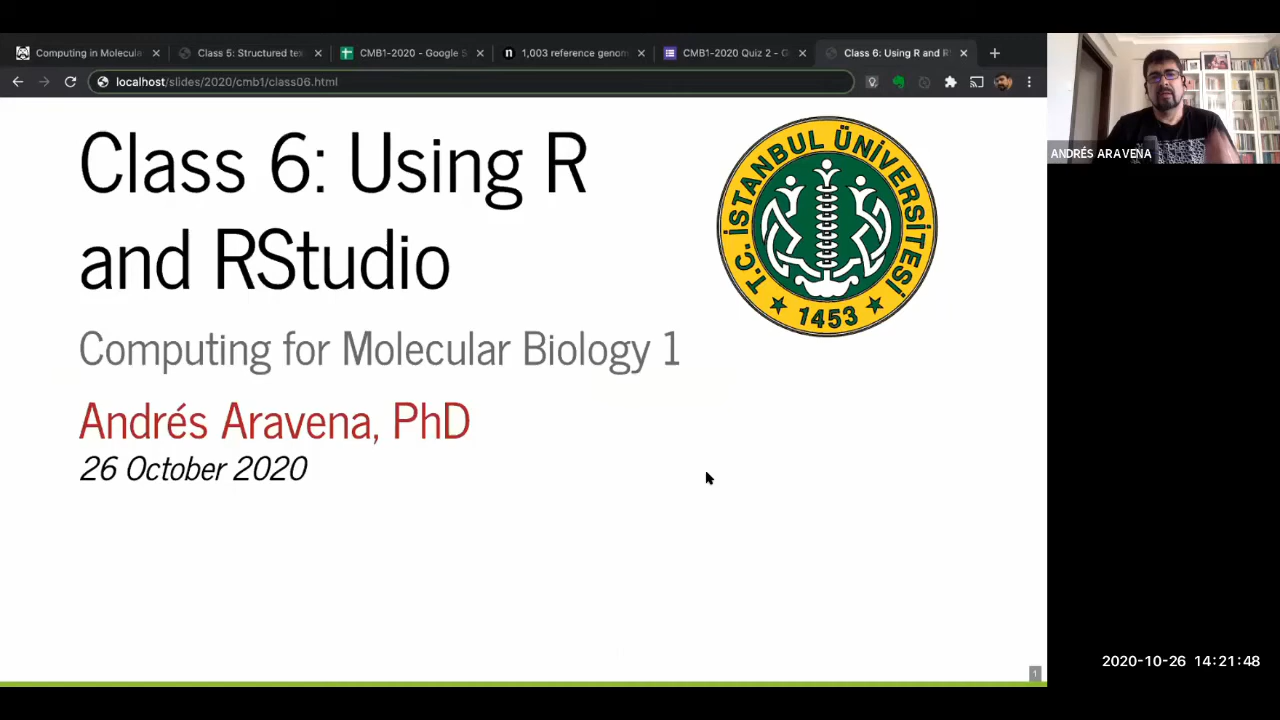 Computing in Molecula
Class 5: Structured tex
CMB1-2020 - Google S
1,003 reference genom
CMB1-2020 Quiz 2 - G
Class 6: Using R and R
localhost/slides/2020/cmb1/class06.html
Class 6: Using R
and RStudio
T.C. İSTANBUL ÜNİVERSİTESİ
1453
Computing for Molecular Biology 1
Andrés Aravena, PhD
26 October 2020
1
ANDRÉS ARAVENA
2020-10-26 14:21:48